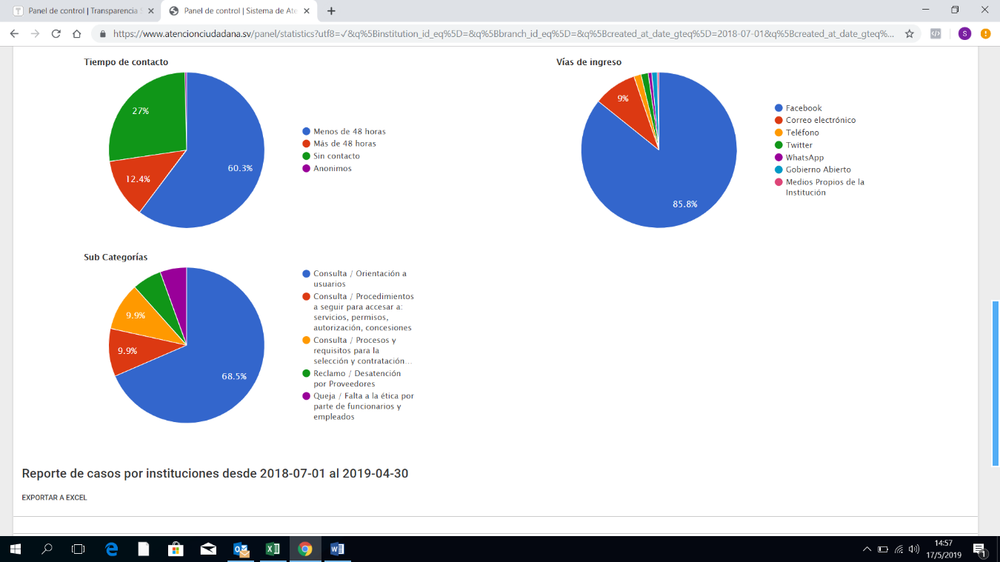 Panel de control | Transparencia
Panel de control | Sistema de Ate
https://www.atencionciudadana.sv/panel/statistics?utf8=✓&q%5Binstitution_id_eq%5D=&q%5Bbranch_id_eq%5D=&q%5Bcreated_at_date_gteq%5D=2018-07-01&q%5Bcreated_at_date_gteq%...
S
Tiempo de contacto
27%
12.4%
60.3%
Menos de 48 horas
Más de 48 horas
Sin contacto
Anonimos
Vías de ingreso
9%
85.8%
Facebook
Correo electrónico
Teléfono
Twitter
WhatsApp
Gobierno Abierto
Medios Propios de la
Institución
Sub Categorías
9.9%
9.9%
68.5%
Consulta / Orientación a
usuarios
Consulta / Procedimientos
a seguir para accesar a:
servicios, permisos,
autorización, concesiones
Consulta / Procesos y
requisitos para la
selección y contratación...
Reclamo / Desatención
por Proveedores
Queja / Falta a la ética por
parte de funcionarios y
empleados
Reporte de casos por instituciones desde 2018-07-01 al 2019-04-30
EXPORTAR A EXCEL
14:57
17/5/2019
1